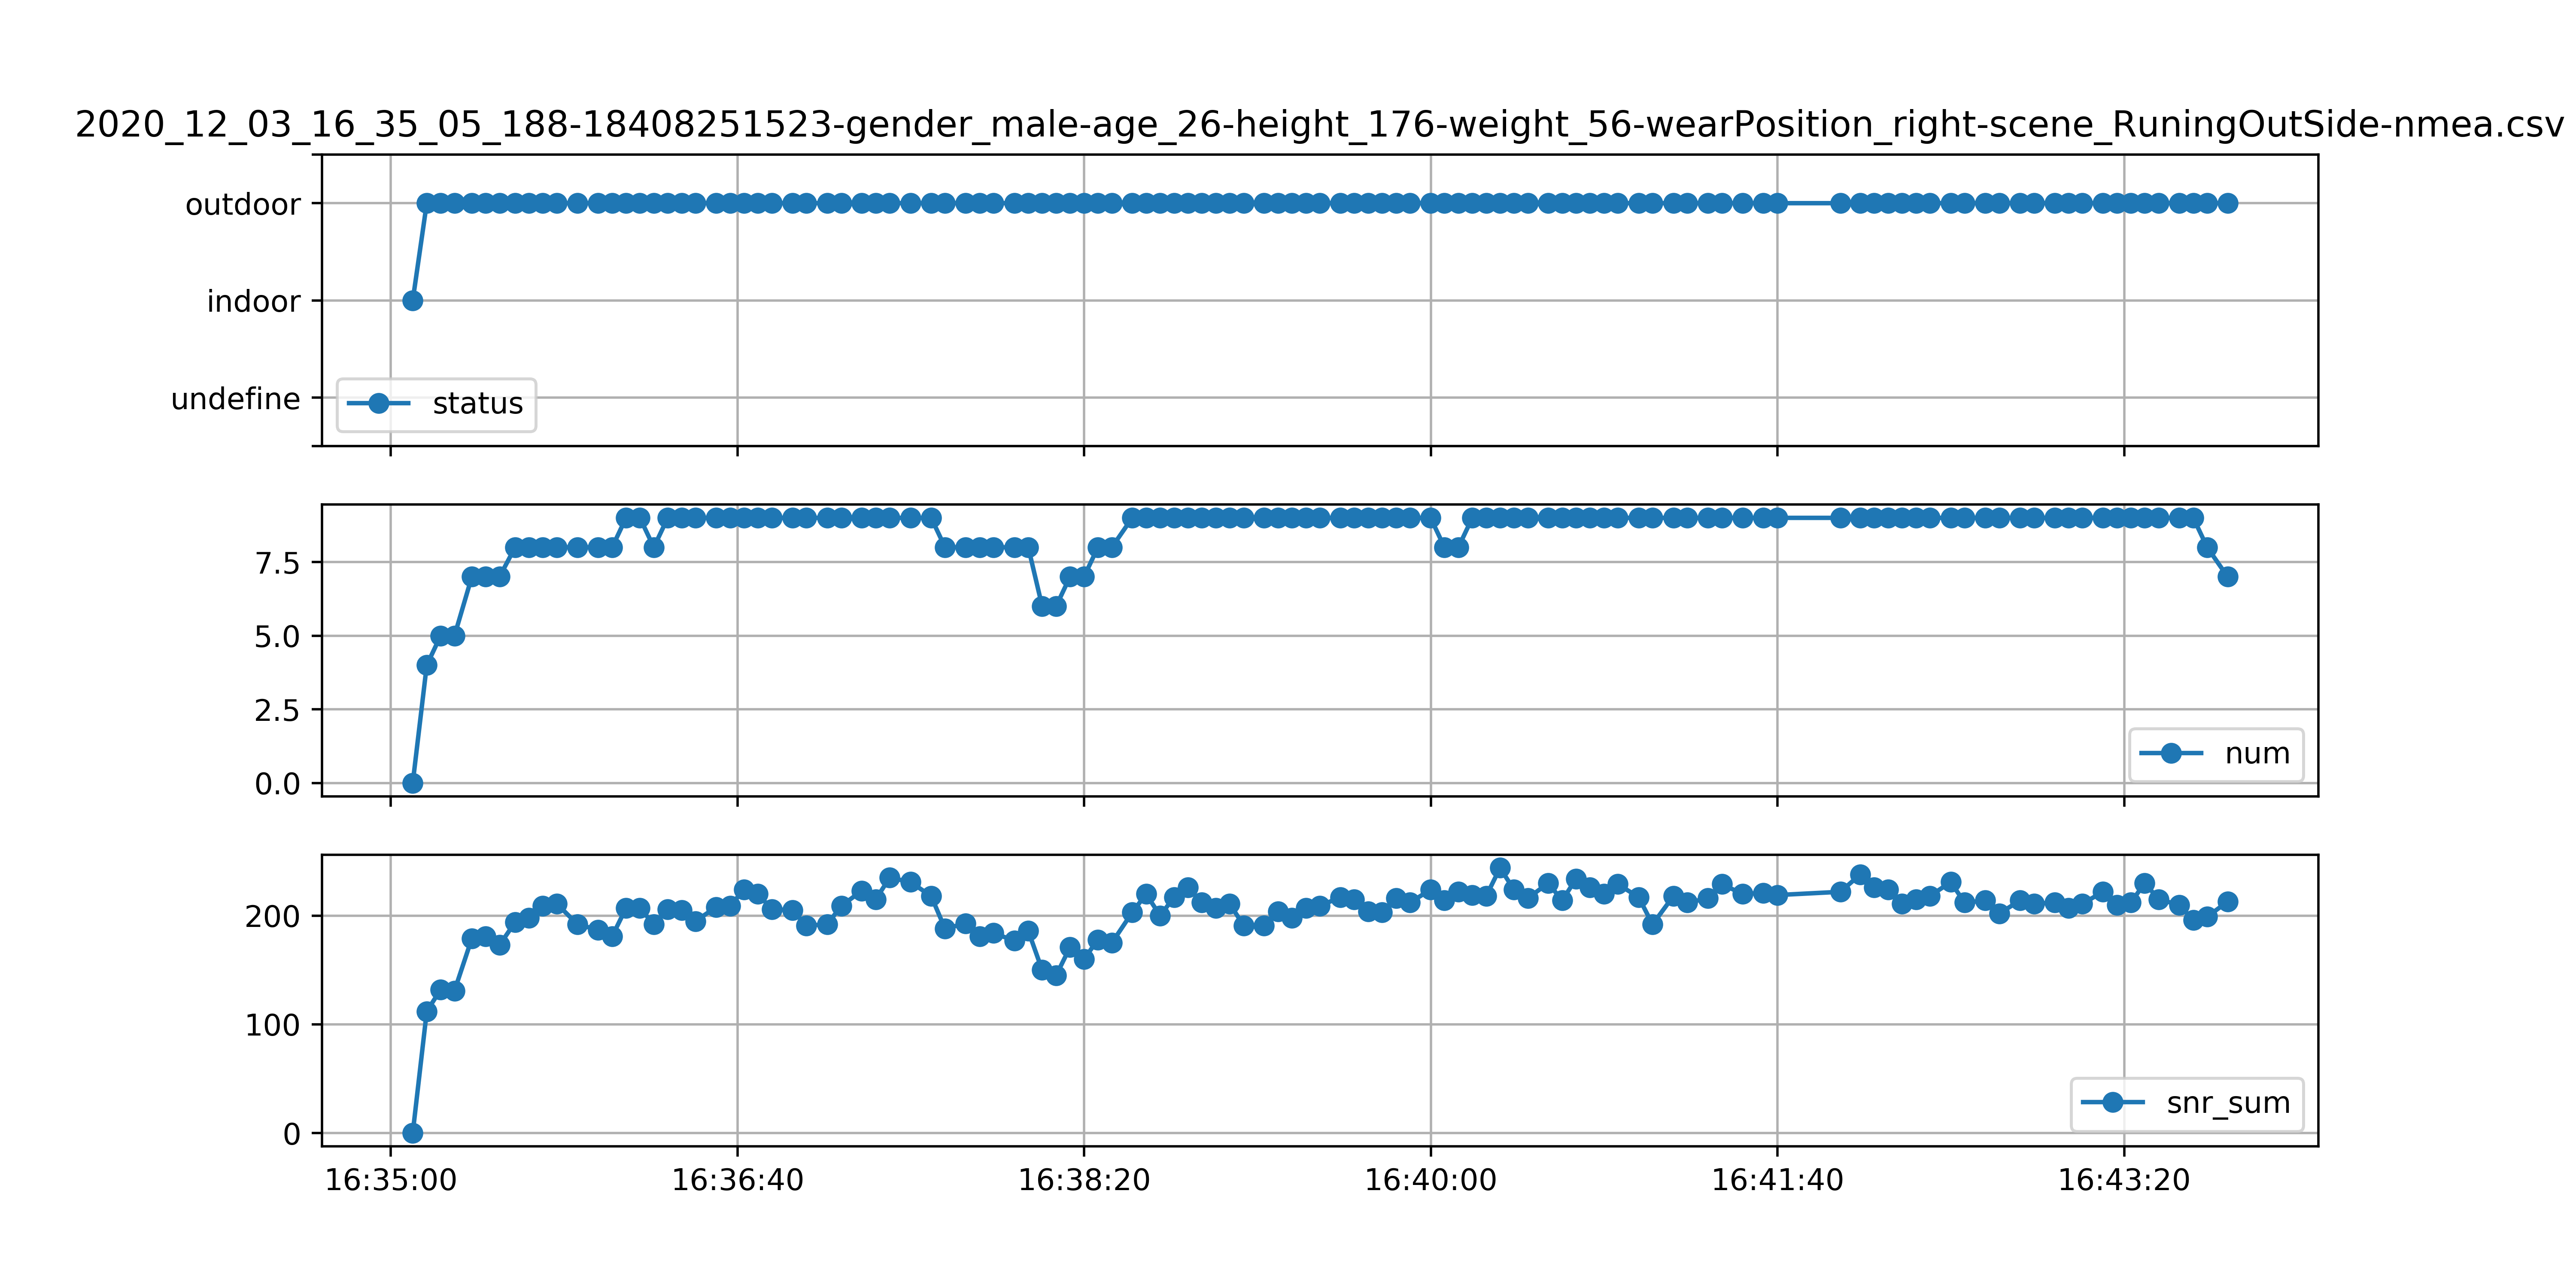 2020_12_03_16_35_05_188-18408251523-gender_male-age_26-height_176-weight_56-wearPosition_right-scene_RuningOutSide-nmea.csv
outdoor
indoor
undefine
status
7.5
5.0
2.5
0.0
num
200
100
0
snr_sum
16:35:00 16:36:40 16:38:20 16:40:00 16:41:40 16:43:20